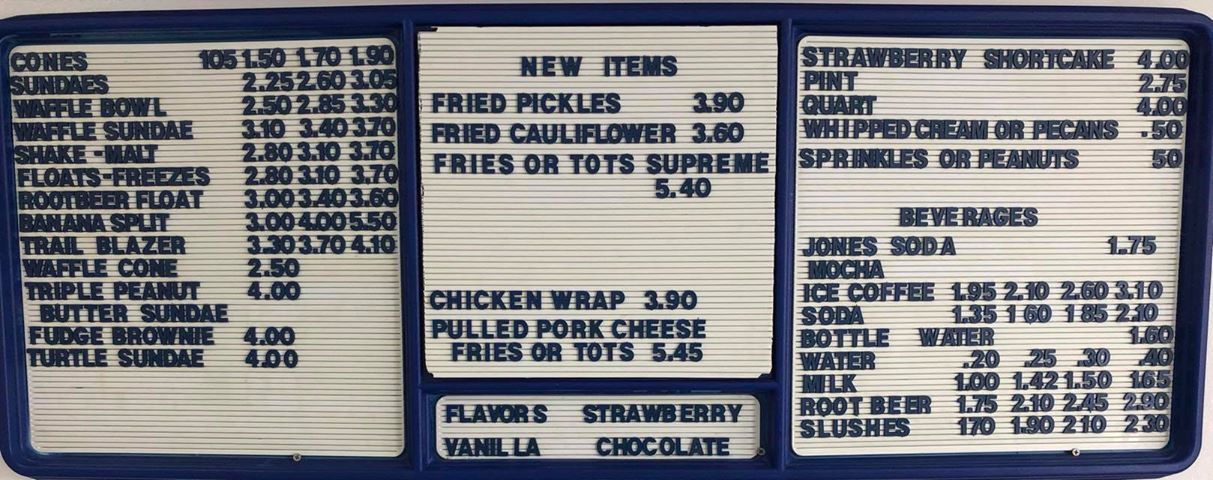 CONES 105 1.50 1.70 1.90
SUNDAES 2.25 2.60 3.05
WAFFLE BOWL 2.50 2.85 3.30
WAFFLE SUNDAE 3.10 3.40 3.70
SHAKE-MALT 2.80 3.10 3.70
FLOATS-FREEZES 2.80 3.10 3.70
ROOTBEER FLOAT 3.00 3.40 3.60
BANANA SPLIT 3.00 4.00 5.50
TRAIL BLAZER 3.30 3.70 4.10
WAFFLE CONE 2.50
TRIPLE PEANUT 4.00
BUTTER SUNDAE
FUDGE BROWNIE 4.00
TURTLE SUNDAE 4.00
NEW ITEMS
FRIED PICKLES 3.90
FRIED CAULIFLOWER 3.60
FRIES OR TOTS SUPREME
5.40
CHICKEN WRAP 3.90
PULLED PORK CHEESE
FRIES OR TOTS 5.45
FLAVORS STRAWBERRY
VANILLA CHOCOLATE
STRAWBERRY SHORTCAKE 4.00
PINT 2.75
QUART 4.00
WHIPPED CREAM OR PECANS .50
SPRINKLES OR PEANUTS 50
BEVERAGES
JONES SODA 1.75
MOCHA
ICE COFFEE 1.95 2.10 2.60 3.10
SODA 1.35 1 60 1 85 2.10
BOTTLE WATER 1.60
WATER .20 .25 .30 .40
MILK 1.00 1.42 1.50 165
ROOT BEER 1.75 2.10 2.45 2.90
SLUSHES 170 1.90 2 10 2 30